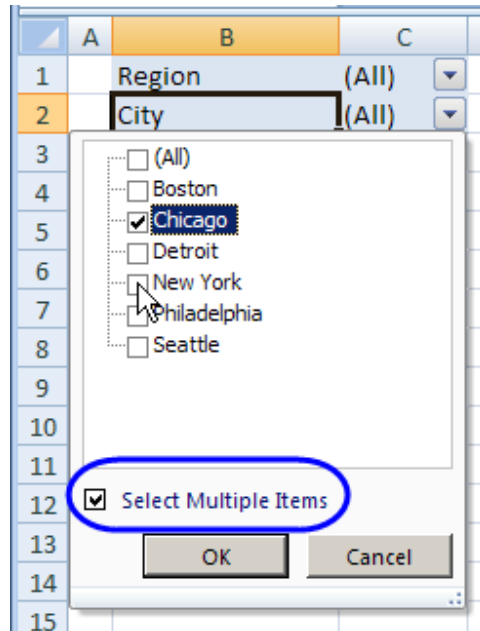 A B C
1 Region (All)
2 City (All)
3 (All)
4 Boston
5 Chicago
Detroit
6 New York
7 Philadelphia
8 Seattle
9
10
11
12 Select Multiple Items
13 OK Cancel
14
15